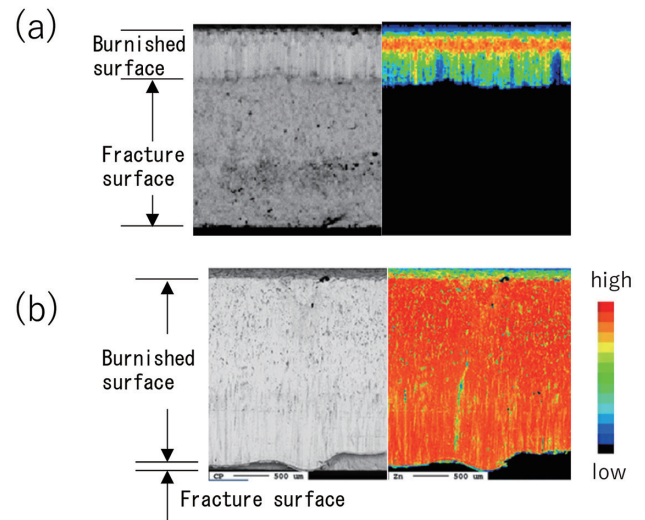 (a)
Burnished
surface
Fracture
surface
(b)
Burnished
surface
Fracture surface
CP 500 um
Zn 500 um
high
low